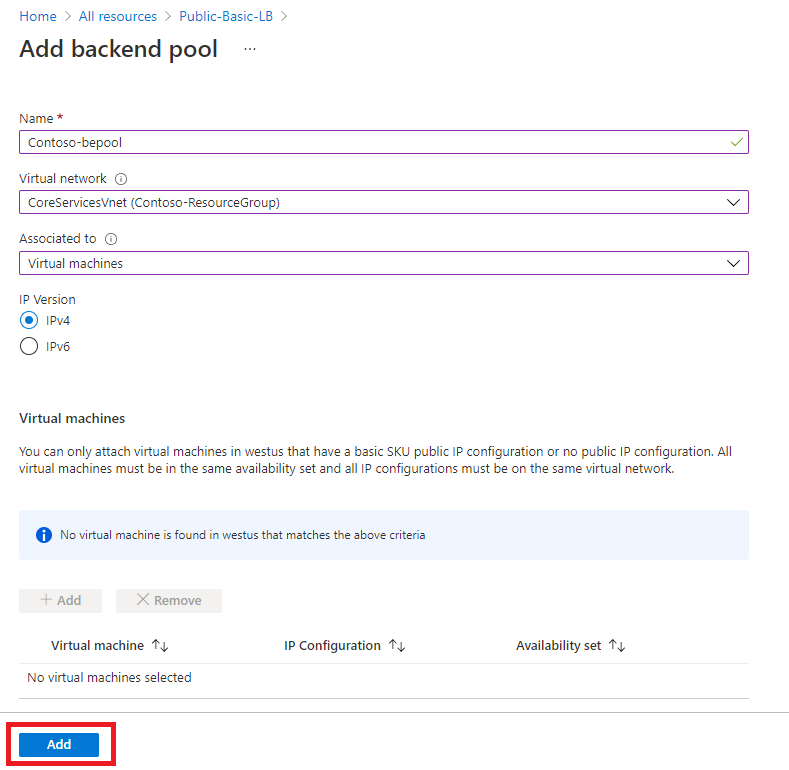 Home > All resources > Public-Basic-LB >
Add backend pool ...
Name *
Contoso-bepool
Virtual network
CoreServicesVnet (Contoso-ResourceGroup)
Associated to
Virtual machines
IP Version
IPv4
IPv6
Virtual machines
You can only attach virtual machines in westus that have a basic SKU public IP configuration or no public IP configuration. All
virtual machines must be in the same availability set and all IP configurations must be on the same virtual network.
No virtual machine is found in westus that matches the above criteria
+ Add Remove
Virtual machine ↑↓ IP Configuration ↑↓ Availability set ↑↓
No virtual machines selected
Add